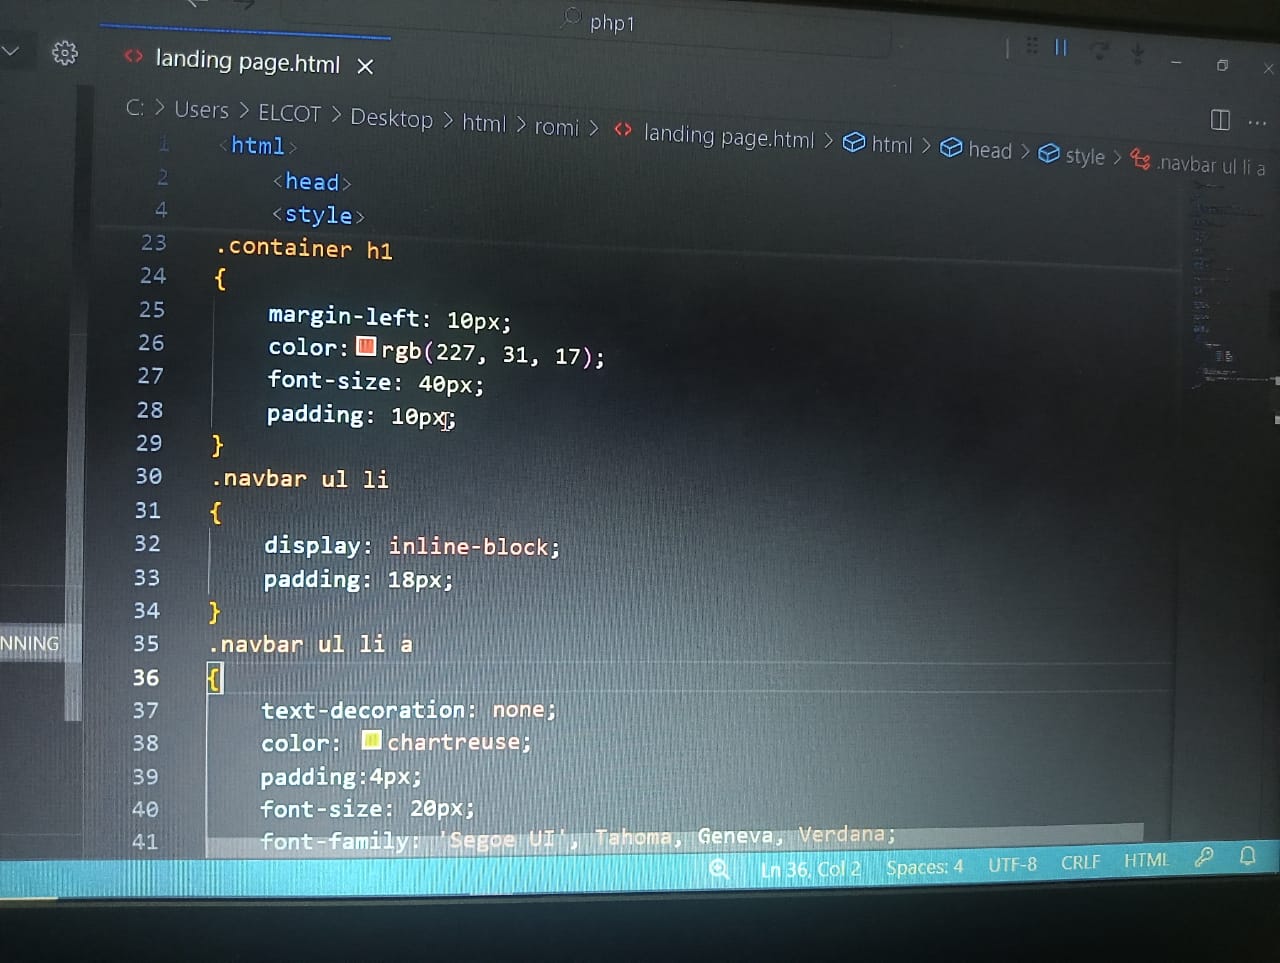 php1
landing page.html
C: > Users > ELCOT > Desktop > html > romi > landing page.html > html > head > style > .navbar ul li a
1 <html>
2 <head>
4 <style>
23 .container h1
24 {
25 margin-left: 10px;
26 color: rgb(227, 31, 17);
27 font-size: 40px;
28 padding: 10px;
29 }
30 .navbar ul li
31 {
32 display: inline-block;
33 padding: 18px;
34 }
35 .navbar ul li a
NNING
36 {
37 text-decoration: none;
38 color: chartreuse;
39 padding:4px;
40 font-size: 20px;
41 font-family: 'Segoe UI', Tahoma, Geneva, Verdana;
Ln 36, Col 2 Spaces: 4 UTF-8 CRLF HTML